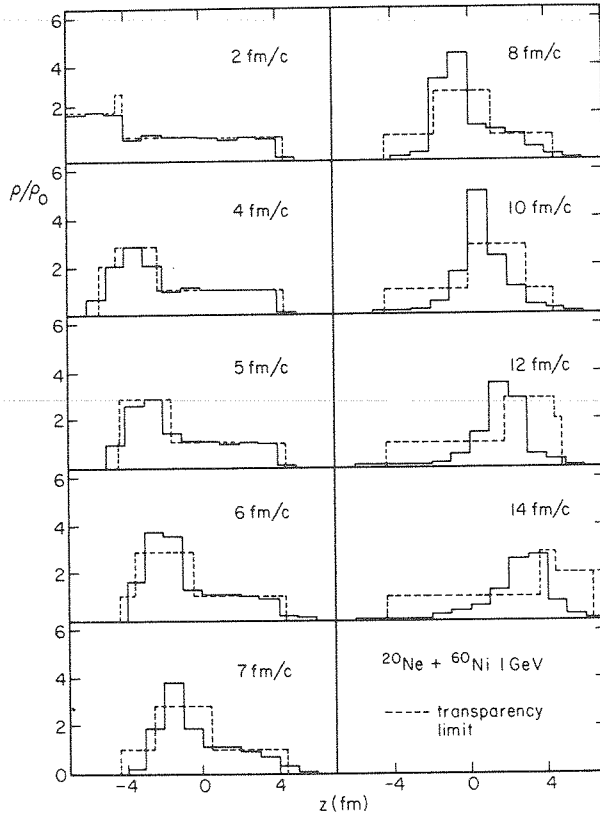 6
4
2
2 fm/c
8 fm/c
ρ/ρ₀
6
4
2
4 fm/c
10 fm/c
6
4
2
5 fm/c
12 fm/c
6
4
2
6 fm/c
14 fm/c
6
4
2
0
7 fm/c
²⁰Ne + ⁶⁰Ni 1 GeV
transparency
limit
-4 0 4 -4 0 4
z (fm)